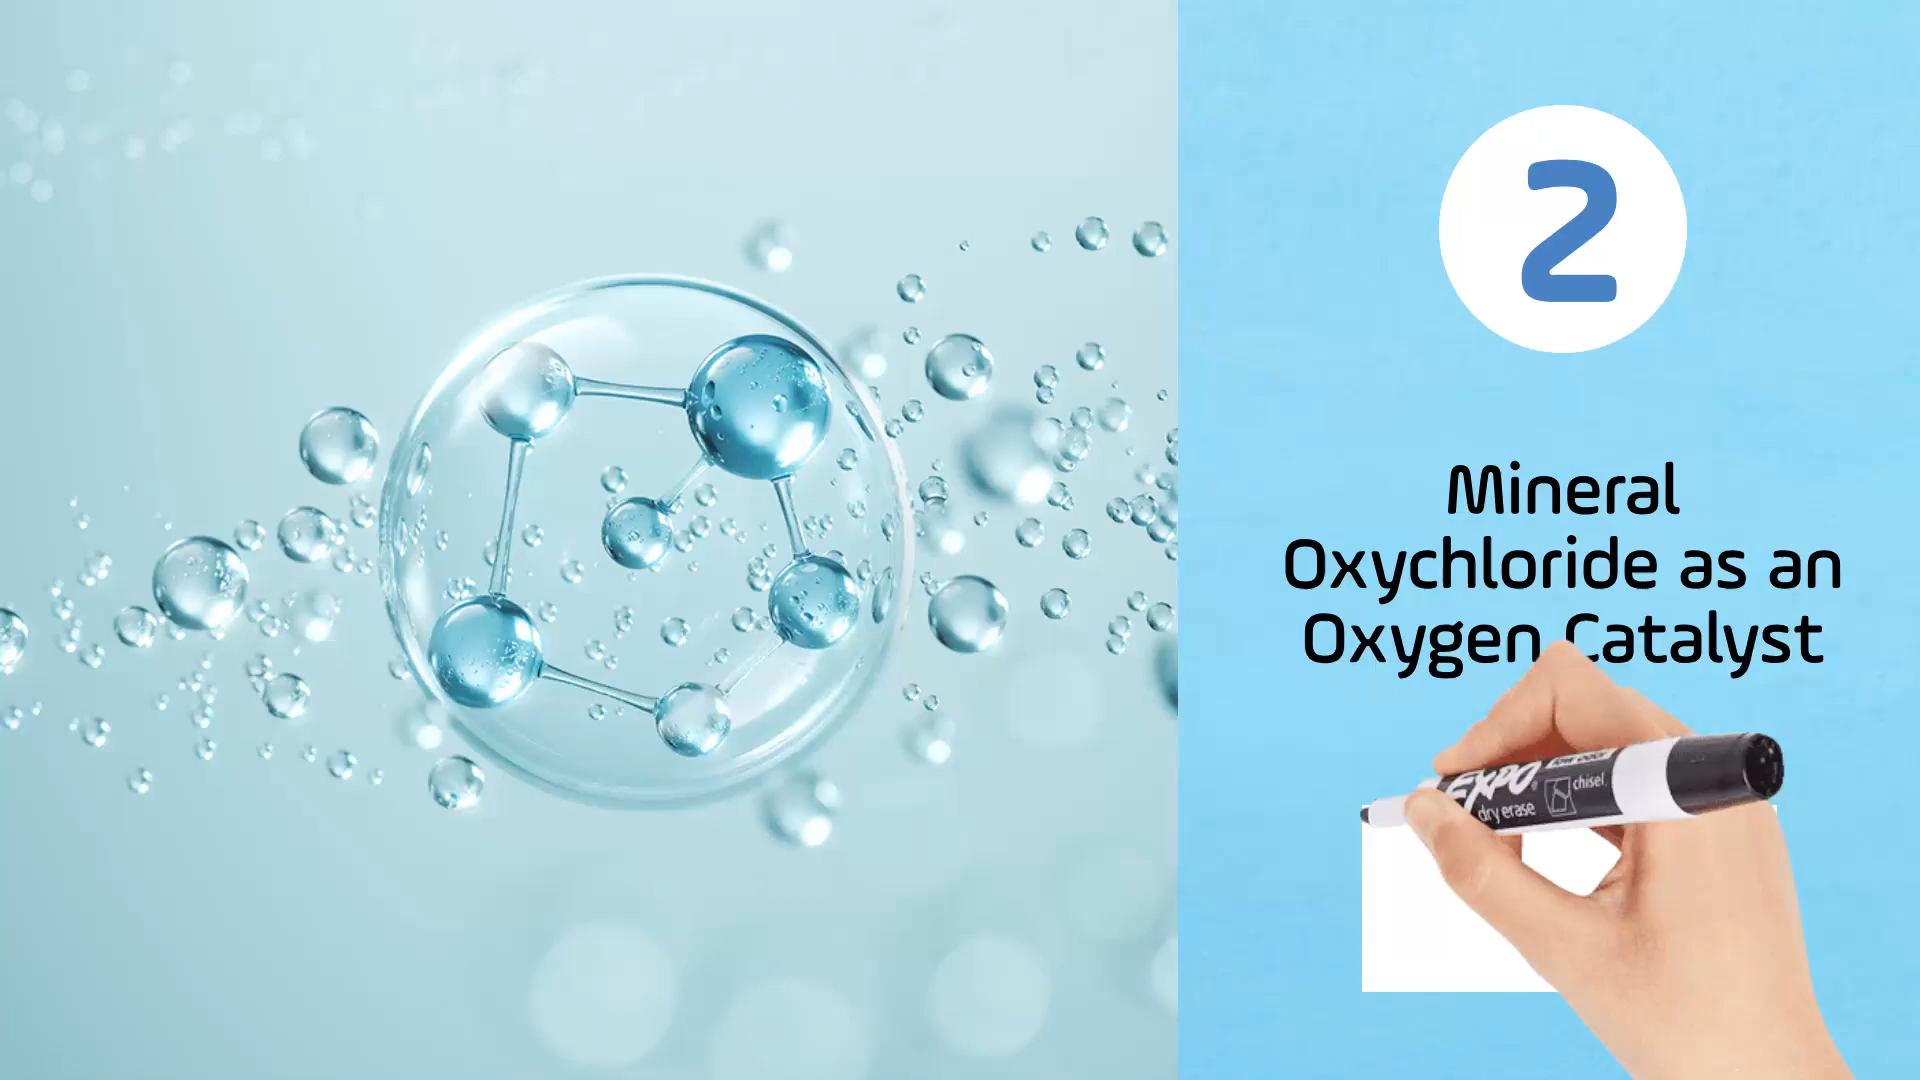 2
Mineral
Oxychloride as an
Oxygen Catalyst
EXPO
dry erase
chisel